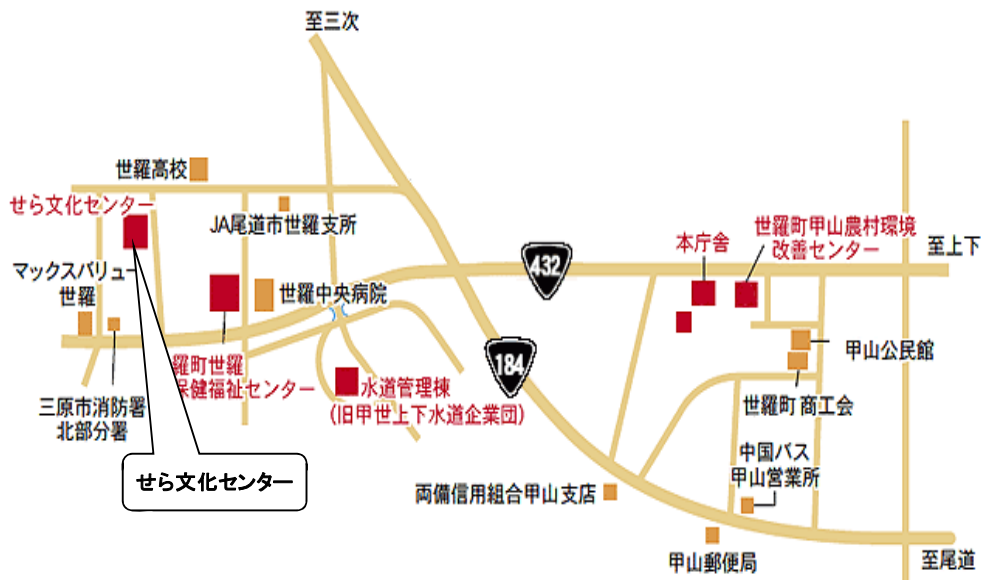 至三次
世羅高校
せら文化センター
JA尾道市世羅支所
マックスバリュー
世羅
世羅中央病院
432
本庁舎
世羅町甲山農村環境
改善センター
至上下
羅町世羅
保健福祉センター
水道管理棟
(旧甲世上下水道企業団)
184
甲山公民館
世羅町商工会
三原市消防署
北部分署
せら文化センター
中国バス
甲山営業所
両備信用組合甲山支店
甲山郵便局
至尾道